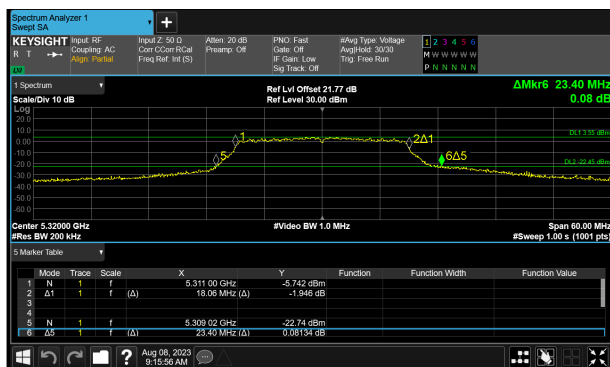 Spectrum Analyzer 1
Swept SA
+
KEYSIGHT Input: RF Input Z: 50 Ω Atten: 20 dB PNO: Fast #Avg Type: Voltage 1 2 3 4 5 6
R T Coupling: AC Corr CCorr RCal Preamp: Off Gate: Off Avg|Hold: 30/30 M W W W W W
Align: Partial Freq Ref: Int (S) IF Gain: Low Trig: Free Run P N N N N N
LXI Sig Track: Off
1 Spectrum Ref Lvl Offset 21.77 dB ΔMkr6 23.40 MHz
Scale/Div 10 dB Ref Level 30.00 dBm 0.08 dB
Log
20.0
10.0
0.00
-10.0
-20.0
-30.0
-40.0
-50.0
-60.0
1
2Δ1
DL1 3.55 dBm
5
6Δ5
DL2 -22.45 dBm
Center 5.32000 GHz #Video BW 1.0 MHz Span 60.00 MHz
#Res BW 200 kHz #Sweep 1.00 s (1001 pts)
5 Marker Table
Mode Trace Scale X Y Function Function Width Function Value
1 N 1 f 5.311 00 GHz -5.742 dBm
2 Δ1 1 f (Δ) 18.06 MHz (Δ) -1.946 dB
3
4
5 N 1 f 5.309 02 GHz -22.74 dBm
6 Δ5 1 f (Δ) 23.40 MHz (Δ) 0.08134 dB
? Aug 08, 2023
9:15:56 AM